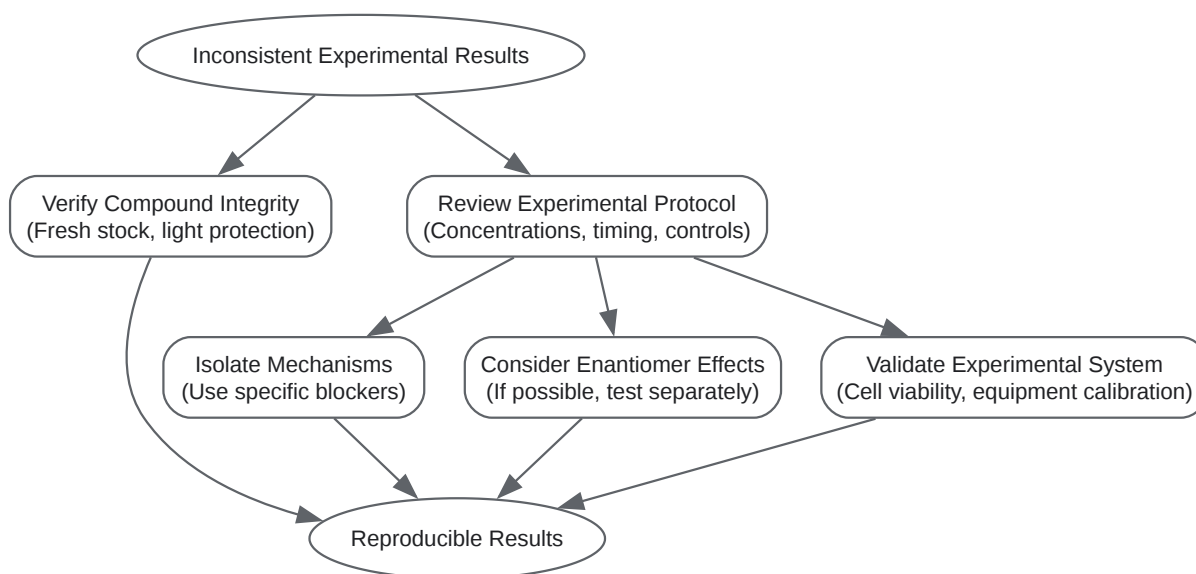 Inconsistent Experimental Results
Verify Compound Integrity
(Fresh stock, light protection)
Review Experimental Protocol
(Concentrations, timing, controls)
Isolate Mechanisms
(Use specific blockers)
Consider Enantiomer Effects
(If possible, test separately)
Validate Experimental System
(Cell viability, equipment calibration)
Reproducible Results